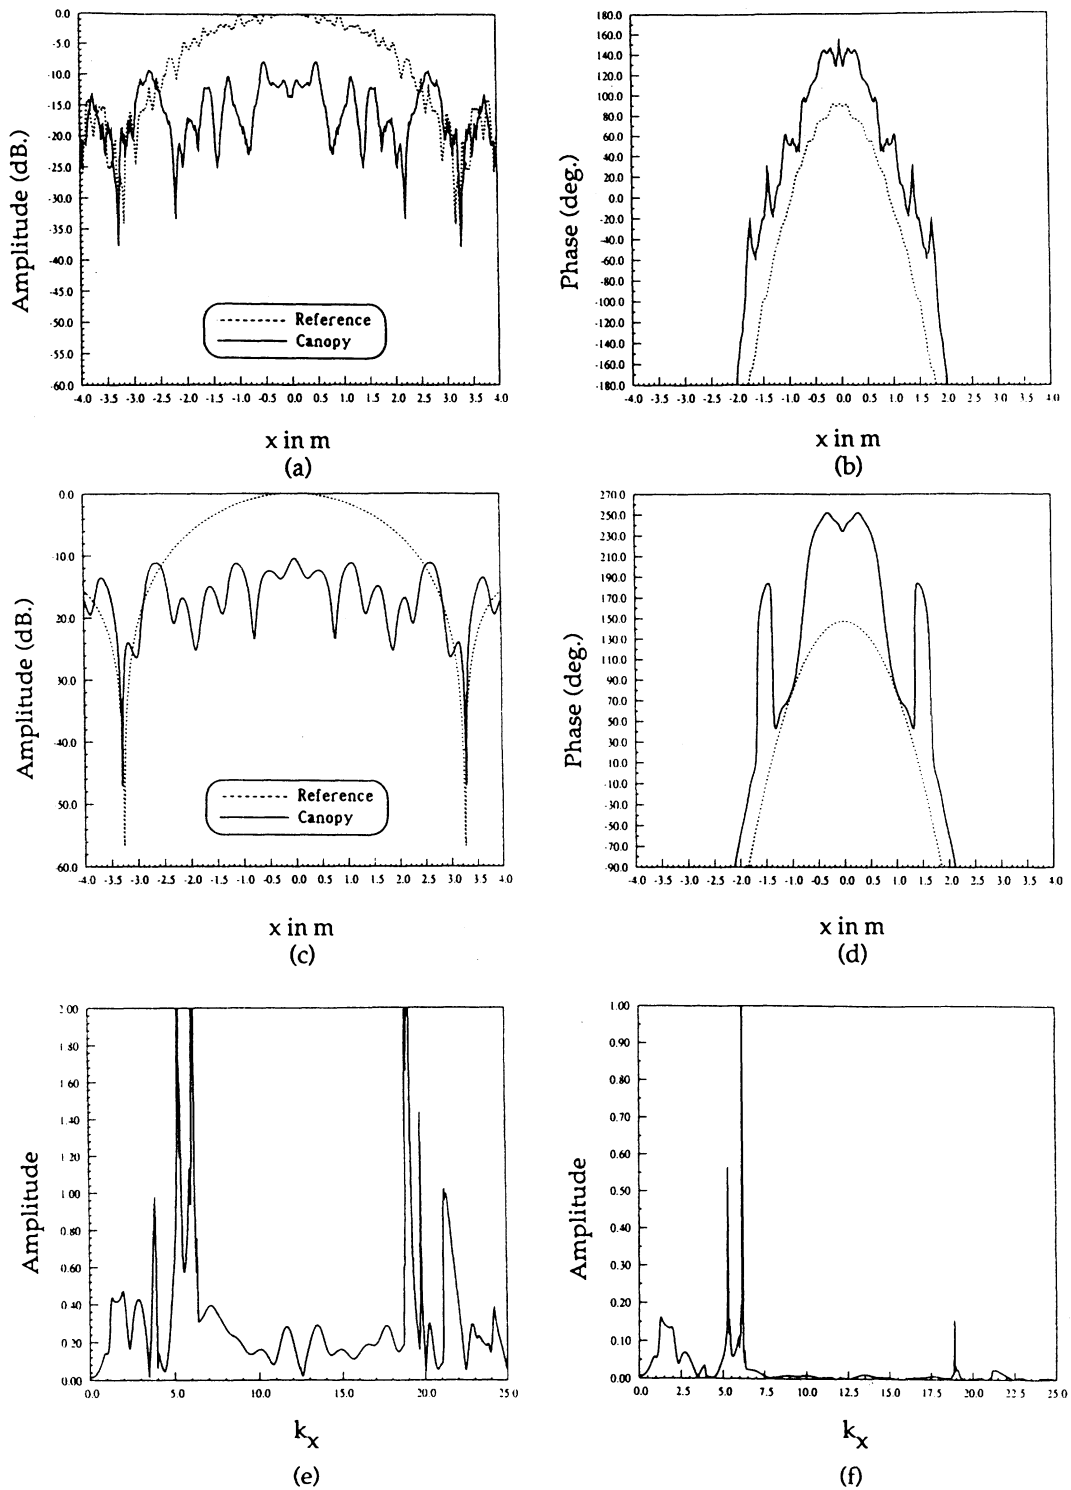 0.0
-5.0
-10.0
-15.0
-20.0
-25.0
-30.0
-35.0
-40.0
-45.0
-50.0
-55.0
-60.0
Amplitude (dB.)
Reference
Canopy
-4.0 -3.5 -3.0 -2.5 -2.0 -1.5 -1.0 -0.5 0.0 0.5 1.0 1.5 2.0 2.5 3.0 3.5 4.0
x in m
(a)
180.0
160.0
140.0
120.0
100.0
80.0
60.0
40.0
20.0
0.0
-20.0
-40.0
-60.0
-80.0
-100.0
-120.0
-140.0
-160.0
-180.0
Phase (deg.)
-4.0 -3.5 -3.0 -2.5 -2.0 -1.5 -1.0 -0.5 0.0 0.5 1.0 1.5 2.0 2.5 3.0 3.5 4.0
x in m
(b)
0.0
-10.0
20.0
30.0
-40.0
50.0
-60.0
Amplitude (dB.)
Reference
Canopy
-4.0 -3.5 -3.0 -2.5 -2.0 -1.5 -1.0 -0.5 0.0 0.5 1.0 1.5 2.0 2.5 3.0 3.5 4.0
x in m
(c)
270.0
250.0
230.0
210.0
190.0
170.0
150.0
130.0
110.0
90.0
70.0
50.0
30.0
10.0
-10.0
-30.0
-50.0
-70.0
-90.0
Phase (deg.)
-4.0 -3.5 -3.0 -2.5 -2.0 -1.5 -1.0 -0.5 0.0 0.5 1.0 1.5 2.0 2.5 3.0 3.5 4.0
x in m
(d)
2.00
1.80
1.60
1.40
1.20
1.00
0.80
0.60
0.40
0.20
0.00
Amplitude
0.0 5.0 10.0 15.0 20.0 25.0
kx
(e)
1.00
0.90
0.80
0.70
0.60
0.50
0.40
0.30
0.20
0.10
0.00
Amplitude
0.0 2.5 5.0 7.5 10.0 12.5 15.0 17.5 20.0 22.5 25.0
kx
(f)